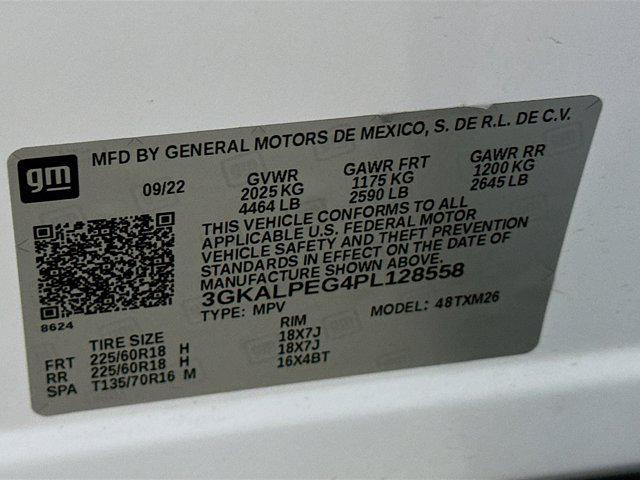 gm
MFD BY GENERAL MOTORS DE MEXICO, S. DE R.L. DE C.V.
09/22
GVWR
2025 KG
4464 LB
GAWR FRT
1175 KG
2590 LB
GAWR RR
1200 KG
2645 LB
THIS VEHICLE CONFORMS TO ALL
APPLICABLE U.S. FEDERAL MOTOR
VEHICLE SAFETY AND THEFT PREVENTION
STANDARDS IN EFFECT ON THE DATE OF
MANUFACTURE SHOWN ABOVE.
3GKALPEG4PL128558
TYPE: MPV
MODEL: 48TXM26
8624
TIRE SIZE
RIM
FRT 225/60R18 H 18X7J
RR 225/60R18 H 18X7J
SPA T135/70R16 M 16X4BT